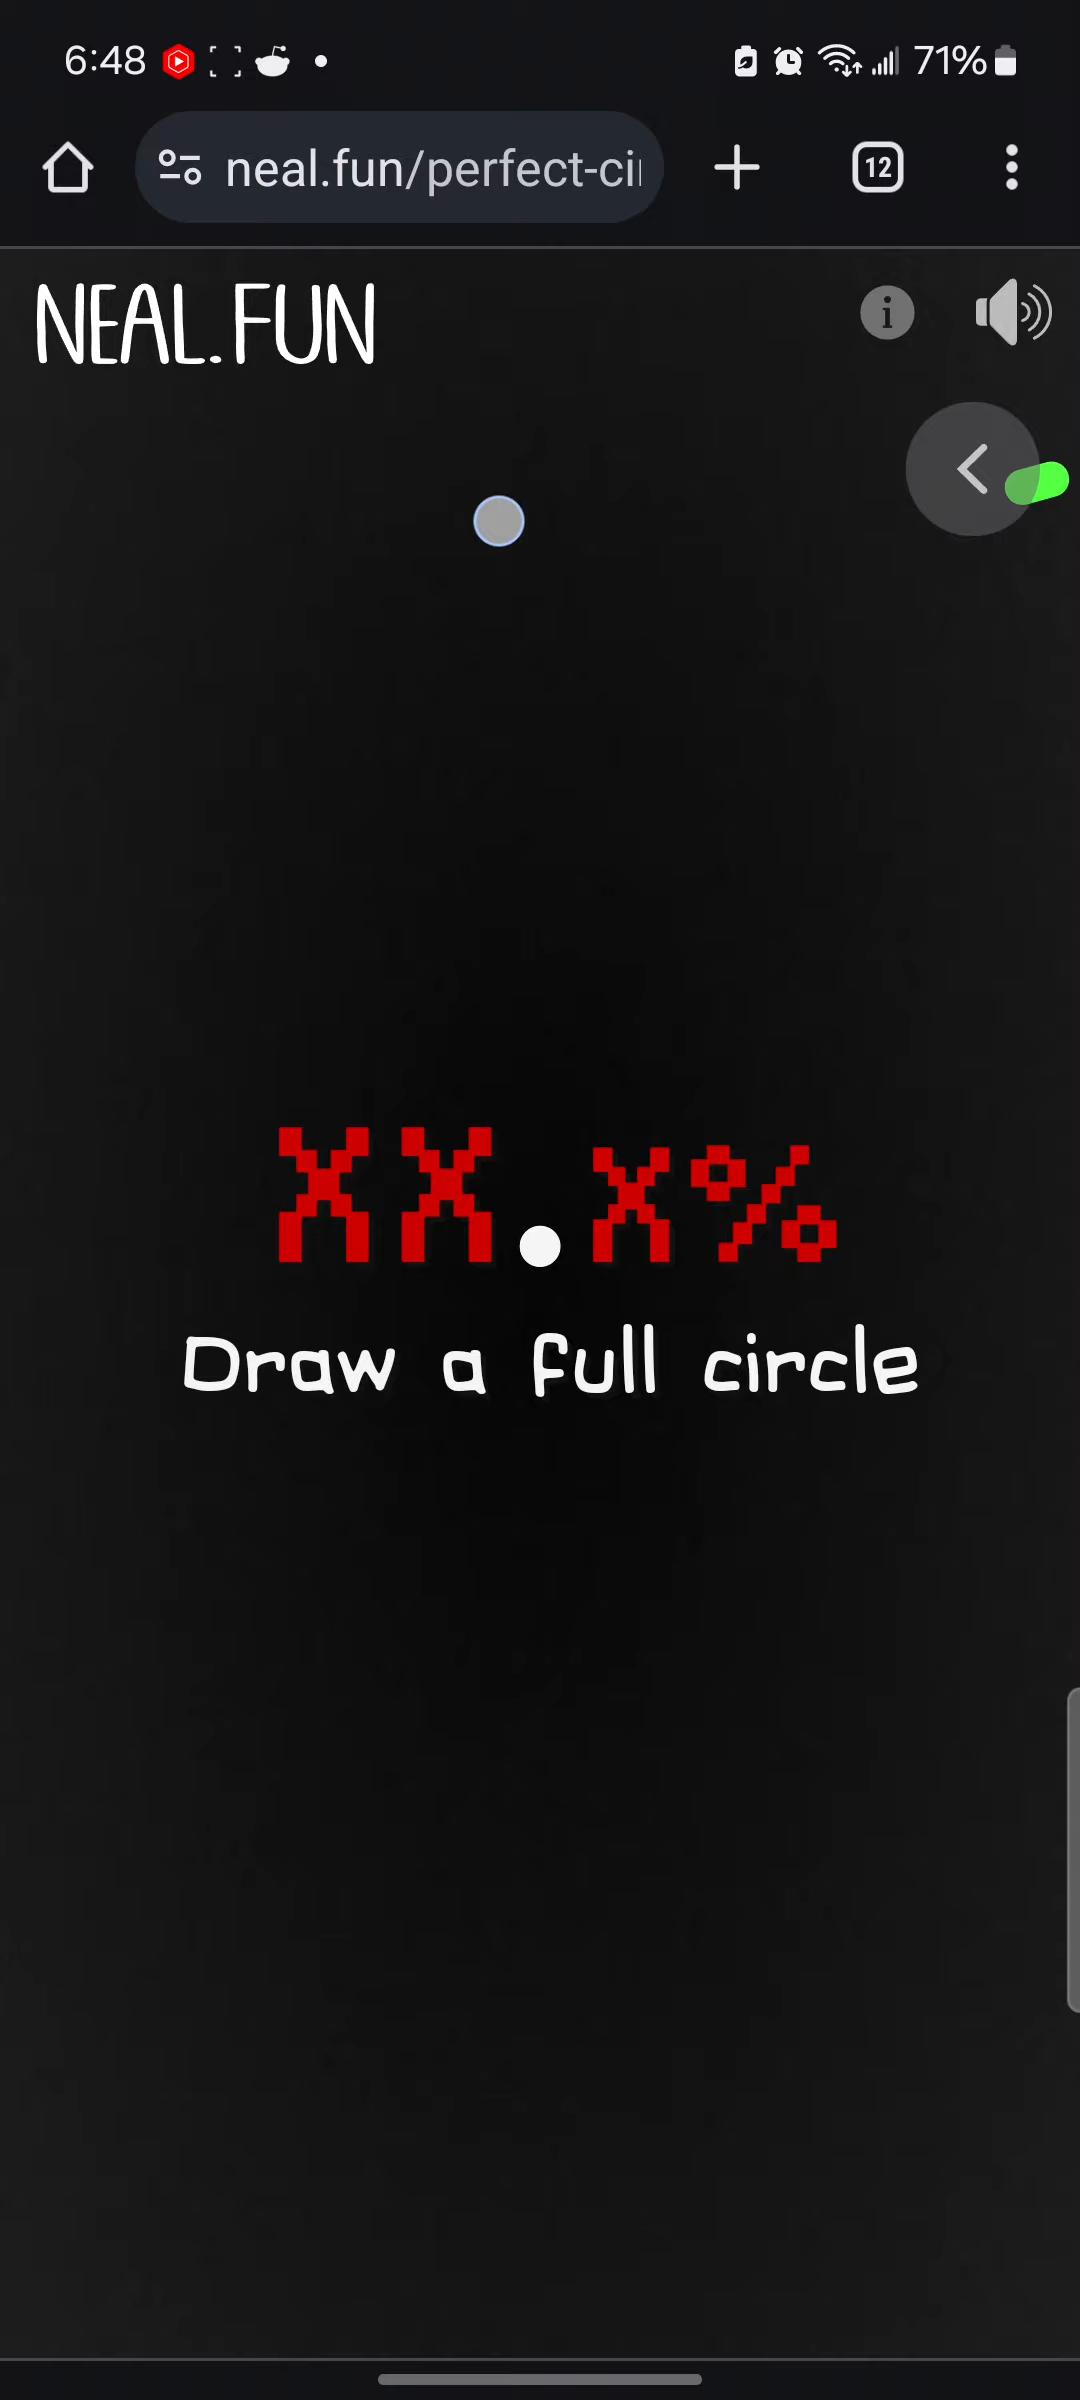 6:48 71%
neal.fun/perfect-ci
12
NEAL.FUN
i
XX.X%
Draw a full circle